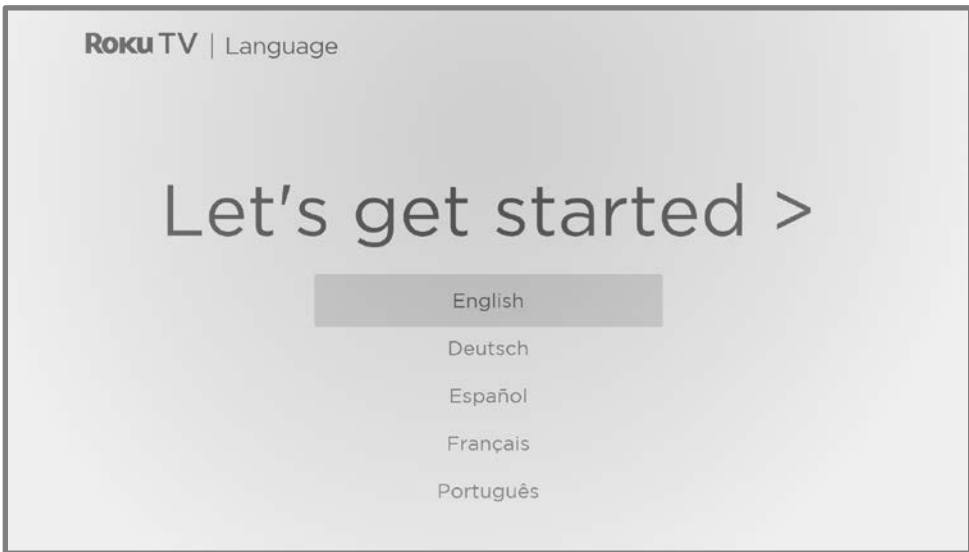 Roku TV | Language
Let's get started >
English
Deutsch
Español
Français
Português